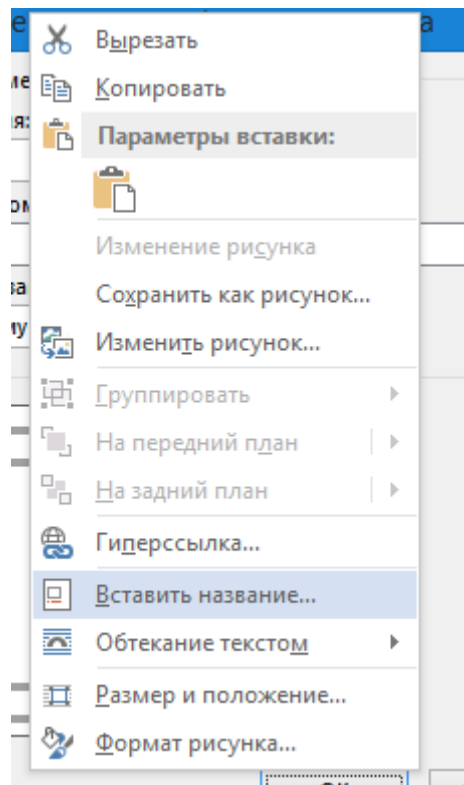 Вырезать
Копировать
Параметры вставки:
Изменение рисунка
Сохранить как рисунок...
Изменить рисунок...
Группировать
На передний план
На задний план
Гиперссылка...
Вставить название...
Обтекание текстом
Размер и положение...
Формат рисунка...